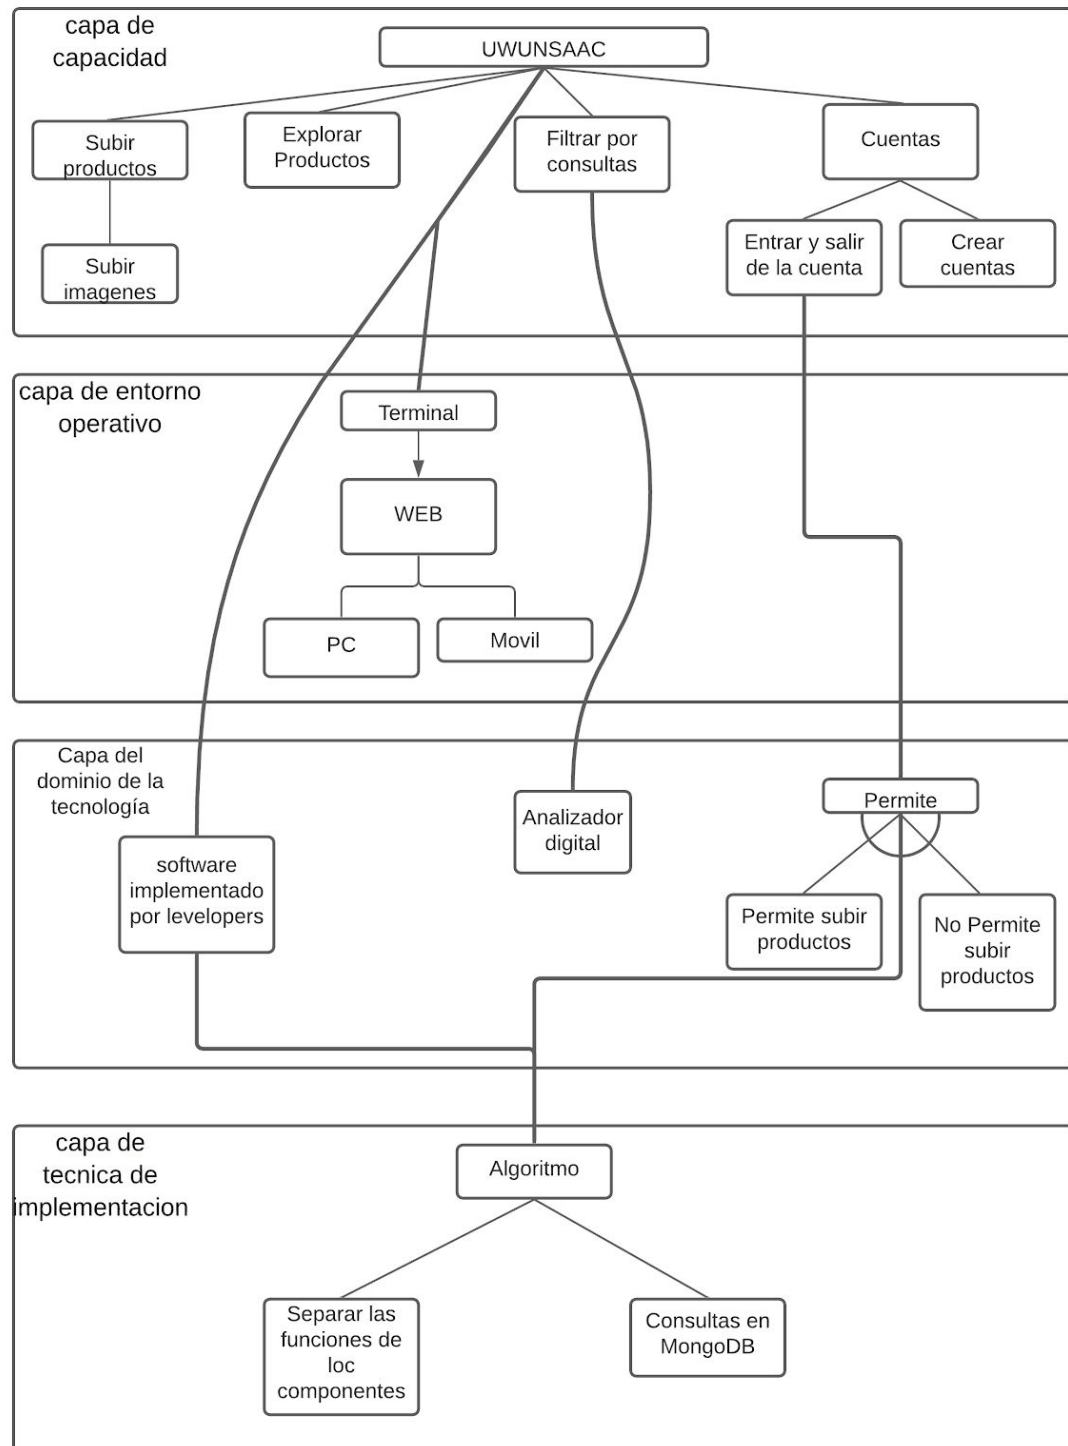 capa de
capacidad
UWUNSAAC
Subir
productos
Explorar
Productos
Filtrar por
consultas
Cuentas
Subir
imagenes
Entrar y salir
de la cuenta
Crear
cuentas
capa de entorno
operativo
Terminal
WEB
PC
Movil
Capa del
dominio de la
tecnología
software
implementado
por levelopers
Analizador
digital
Permite
Permite subir
productos
No Permite
subir
productos
capa de
tecnica de
implementacion
Algoritmo
Separar las
funciones de
loc
componentes
Consultas en
MongoDB